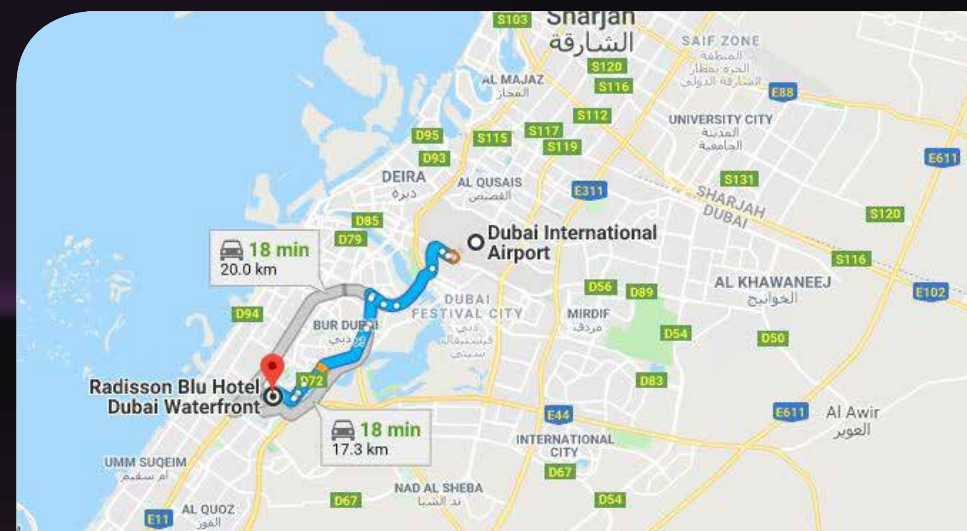 S103
Sharjah
الشارقة
SAIF ZONE
المنطقة
الحرة بمطار
الشارقة الدولي
S120
AL MAJAZ
المجاز
S116
E88
S112
UNIVERSITY CITY
المدينة
الجامعية
D95
S115
S117
S119
D93
E611
DEIRA
ديرة
AL QUSAIS
القصيص
E311
S131
SHARJAH
DUBAI
S120
D85
D79
Dubai International
Airport
18 min
20.0 km
S116
D56
D89
AL KHAWANEEJ
الخوانيج
E102
D94
DUBAI
FESTIVAL CITY
دبي
فيستيفال
سيتي
MIRDIF
مردف
BUR DUBAI
بر دبي
D54
D50
Radisson Blu Hotel
Dubai Waterfront
D72
D83
E44
E611
Al Awir
العوير
18 min
17.3 km
INTERNATIONAL
CITY
UMM SUQEIM
أم سقيم
D67
NAD AL SHEBA
ند الشبا
D67
D54
E11
AL QUOZ
القوز